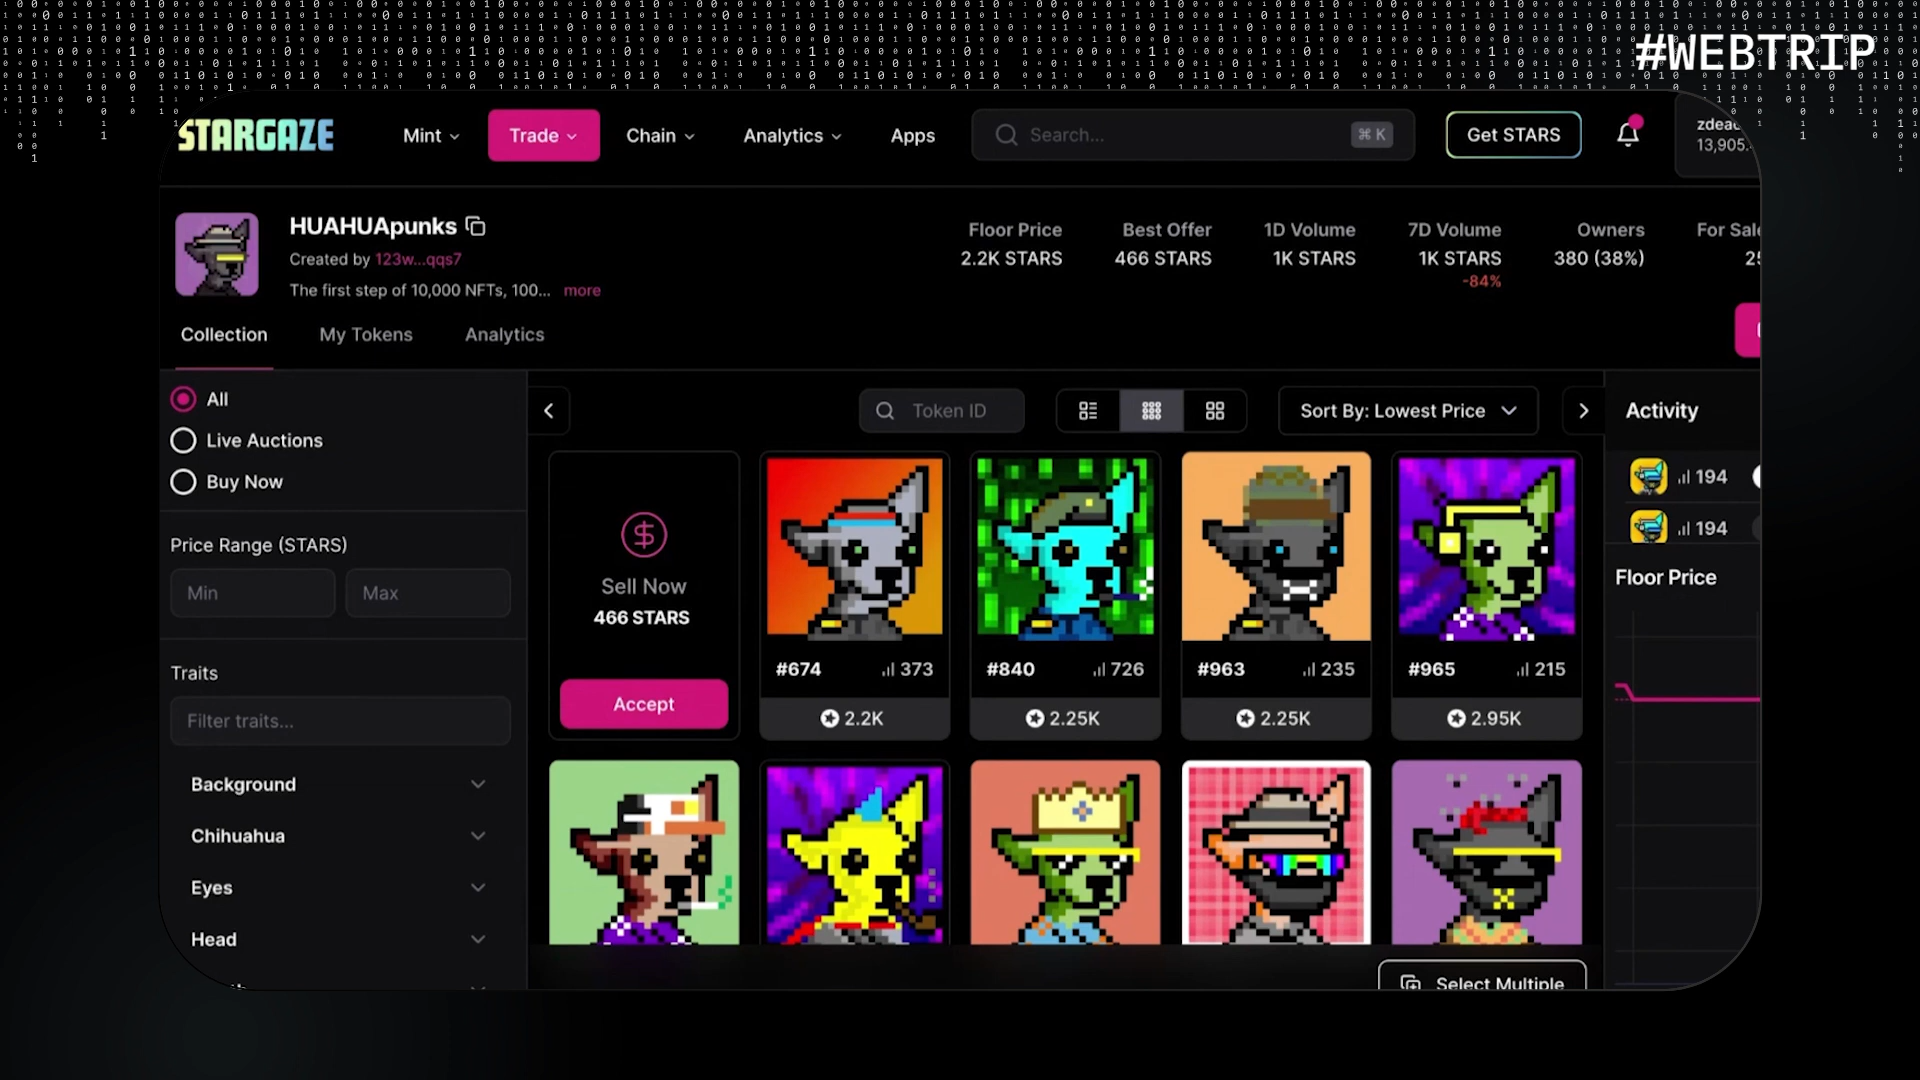 #WEBTRIP
STARGAZE
Mint
Trade
Chain
Analytics
Apps
Search...
⌘ K
Get STARS
13,905.
HUAHUApunks
Created by 123w...qqs7
The first step of 10,000 NFTs, 100... more
Floor Price
2.2K STARS
Best Offer
466 STARS
1D Volume
1K STARS
7D Volume
1K STARS
-84%
Owners
380 (38%)
For Sale
Collection
My Tokens
Analytics
All
Live Auctions
Buy Now
Price Range (STARS)
Min
Max
Traits
Filter traits...
Background
Chihuahua
Eyes
Head
Token ID
Sort By: Lowest Price
Sell Now
466 STARS
Accept
#674
373
2.2K
#840
726
2.25K
#963
235
2.25K
#965
215
2.95K
Select Multiple
Activity
194
194
Floor Price